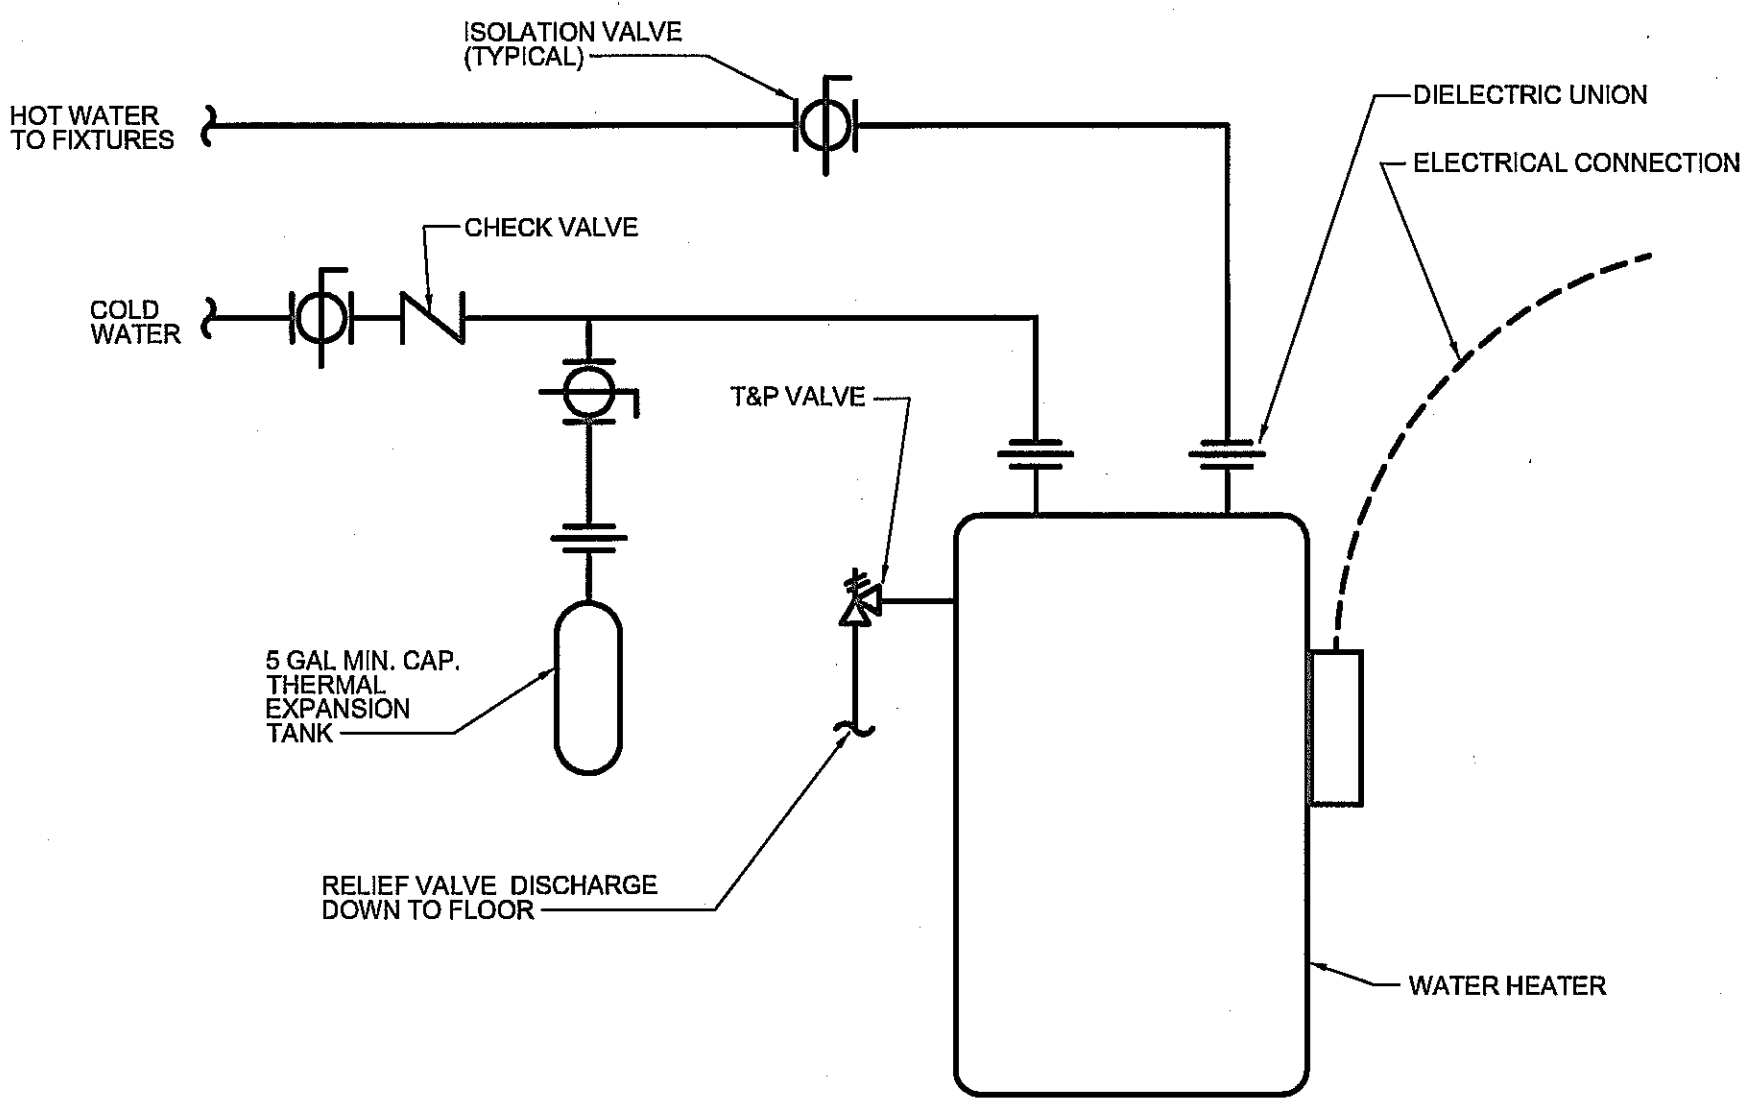 ISOLATION VALVE
(TYPICAL)
HOT WATER
TO FIXTURES
DIELECTRIC UNION
ELECTRICAL CONNECTION
CHECK VALVE
COLD
WATER
T&P VALVE
5 GAL MIN. CAP.
THERMAL
EXPANSION
TANK
RELIEF VALVE DISCHARGE
DOWN TO FLOOR
WATER HEATER